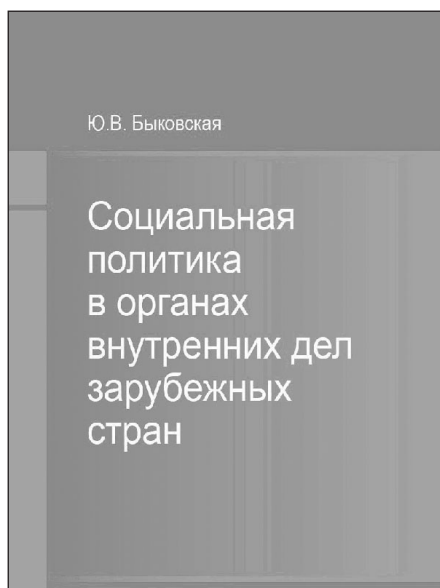 Ю.В. Быковская
Социальная
политика
в органах
внутренних дел
зарубежных
стран